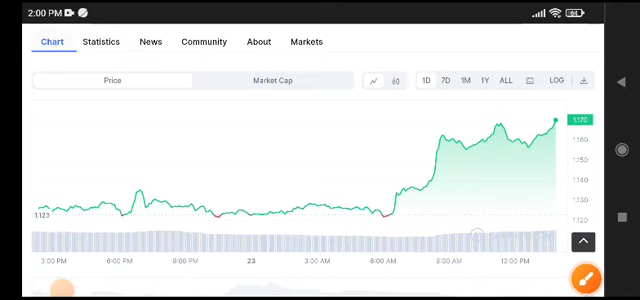 2:00 PM 61
Chart Statistics News Community About Markets
Price Market Cap 1D 7D 1M 1Y ALL LOG
1.170
1.160
1.150
1.140
1.130
1.123
1.120
3:00 PM 6:00 PM 9:00 PM 23 3:00 AM 6:00 AM 9:00 AM 12:00 PM